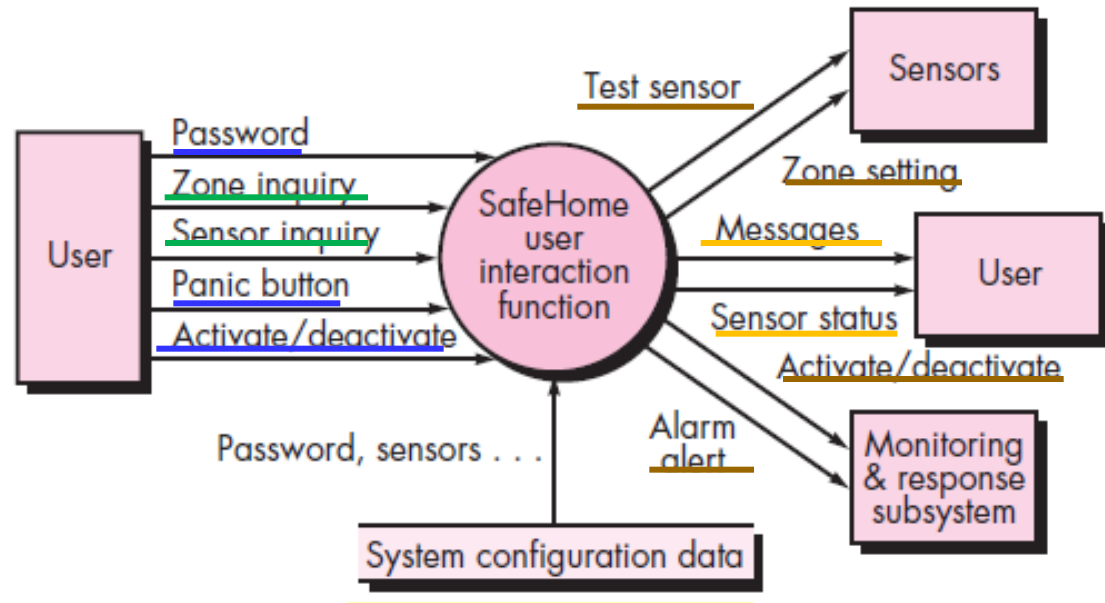 User
Password
Zone inquiry
Sensor inquiry
Panic button
Activate/deactivate
SafeHome
user
interaction
function
Test sensor
Sensors
Zone setting
Messages
User
Sensor status
Activate/deactivate
Alarm
alert
Monitoring
& response
subsystem
Password, sensors . . .
System configuration data